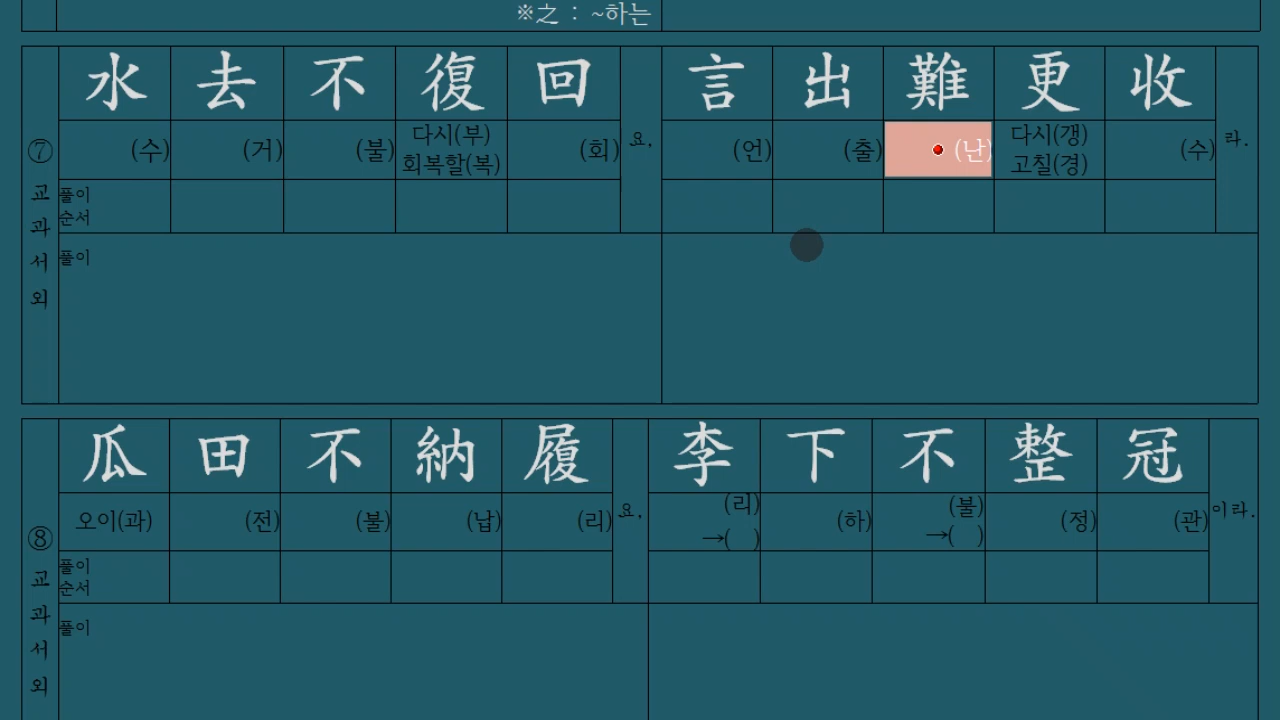 ※之 : ~하는
水 去 不 復 回 言 出 難 更 收
(수) (거) (불) 다시(부) 회복할(복) (회) 요, (언) (출) (난) 다시(갱) 고칠(경) (수) 라.
⑦ 교과서외
풀이 순서
풀이
瓜 田 不 納 履 李 下 不 整 冠
오이(과) (전) (불) (납) (리) 요, (리) →( ) (하) (불) →( ) (정) (관) 이라.
⑧ 교과서외
풀이 순서
풀이